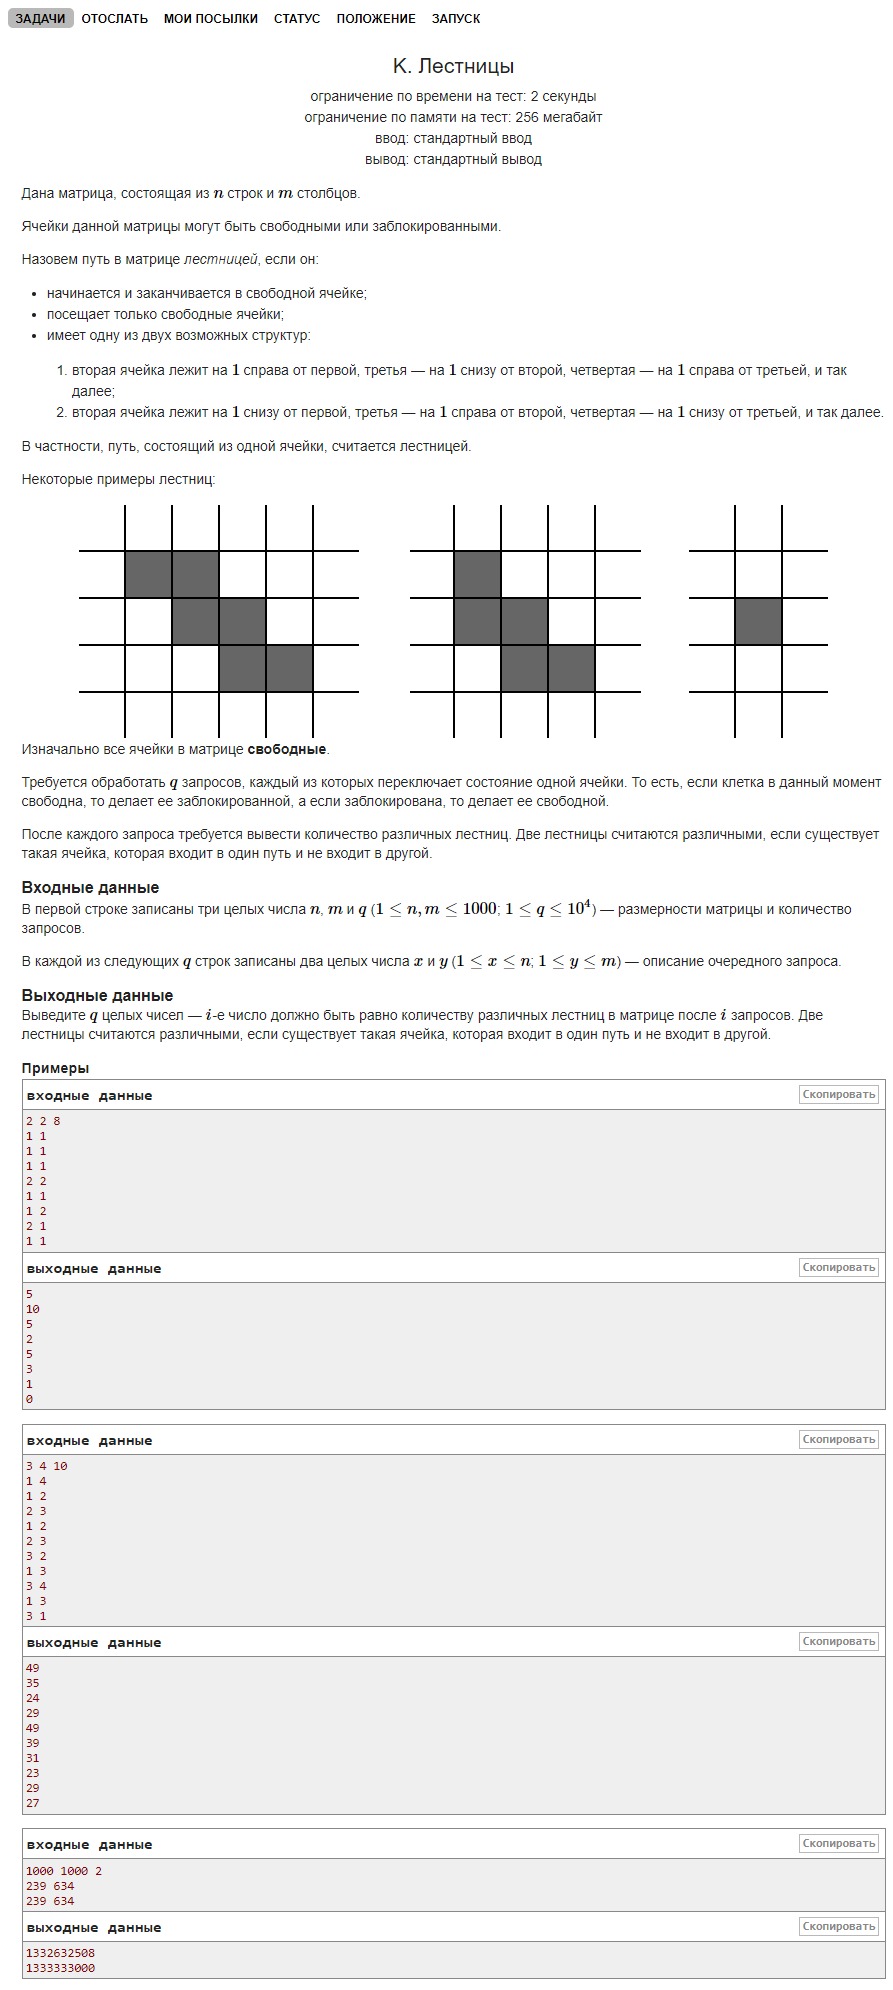 ЗАДАЧИ ОТОСЛАТЬ МОИ ПОСЫЛКИ СТАТУС ПОЛОЖЕНИЕ ЗАПУСК
K. Лестницы
ограничение по времени на тест: 2 секунды
ограничение по памяти на тест: 256 мегабайт
ввод: стандартный ввод
вывод: стандартный вывод
Дана матрица, состоящая из n строк и m столбцов.
Ячейки данной матрицы могут быть свободными или заблокированными.
Назовем путь в матрице лестницей, если он:
• начинается и заканчивается в свободной ячейке;
• посещает только свободные ячейки;
• имеет одну из двух возможных структур:
1. вторая ячейка лежит на 1 справа от первой, третья — на 1 снизу от второй, четвертая — на 1 справа от третьей, и так
далее;
2. вторая ячейка лежит на 1 снизу от первой, третья — на 1 справа от второй, четвертая — на 1 снизу от третьей, и так далее.
В частности, путь, состоящий из одной ячейки, считается лестницей.
Некоторые примеры лестниц:
Изначально все ячейки в матрице свободные.
Требуется обработать q запросов, каждый из которых переключает состояние одной ячейки. То есть, если клетка в данный момент
свободна, то делает ее заблокированной, а если заблокирована, то делает ее свободной.
После каждого запроса требуется вывести количество различных лестниц. Две лестницы считаются различными, если существует
такая ячейка, которая входит в один путь и не входит в другой.
Входные данные
В первой строке записаны три целых числа n, m и q (1 ≤ n, m ≤ 1000; 1 ≤ q ≤ 10⁴) — размерности матрицы и количество
запросов.
В каждой из следующих q строк записаны два целых числа x и y (1 ≤ x ≤ n; 1 ≤ y ≤ m) — описание очередного запроса.
Выходные данные
Выведите q целых чисел — i-е число должно быть равно количеству различных лестниц в матрице после i запросов. Две
лестницы считаются различными, если существует такая ячейка, которая входит в один путь и не входит в другой.
Примеры
входные данные Скопировать
2 2 8
1 1
1 1
1 1
2 2
1 1
1 2
2 1
1 1
выходные данные Скопировать
5
10
5
2
5
3
1
0
входные данные Скопировать
3 4 10
1 4
1 2
2 3
1 2
2 3
3 2
1 3
3 4
1 3
3 1
выходные данные Скопировать
49
35
24
29
49
39
31
23
29
27
входные данные Скопировать
1000 1000 2
239 634
239 634
выходные данные Скопировать
1332632508
1333333000